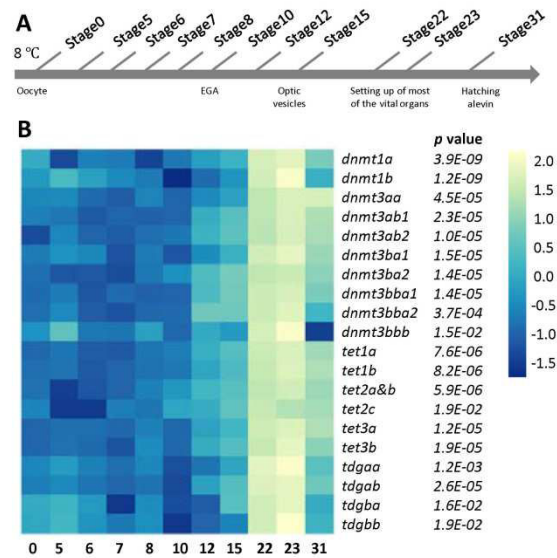 A
Stage0
Stage5
Stage6
Stage7
Stage8
Stage10
Stage12
Stage15
Stage22
Stage23
Stage31
8 ℃
Oocyte
EGA
Optic
vesicles
Setting up of most
of the vital organs
Hatching
alevin
B
p value
dnmt1a 3.9E-09
dnmt1b 1.2E-09
dnmt3aa 4.5E-05
dnmt3ab1 2.3E-05
dnmt3ab2 1.0E-05
dnmt3ba1 1.5E-05
dnmt3ba2 1.4E-05
dnmt3bba1 1.4E-05
dnmt3bba2 3.7E-04
dnmt3bbb 1.5E-02
tet1a 7.6E-06
tet1b 8.2E-06
tet2a&b 5.9E-06
tet2c 1.9E-02
tet3a 1.2E-05
tet3b 1.9E-05
tdgaa 1.2E-03
tdgab 2.6E-05
tdgba 1.6E-02
tdgbb 1.9E-02
2.0
1.5
1.0
0.5
0.0
-0.5
-1.0
-1.5
0 5 6 7 8 10 12 15 22 23 31